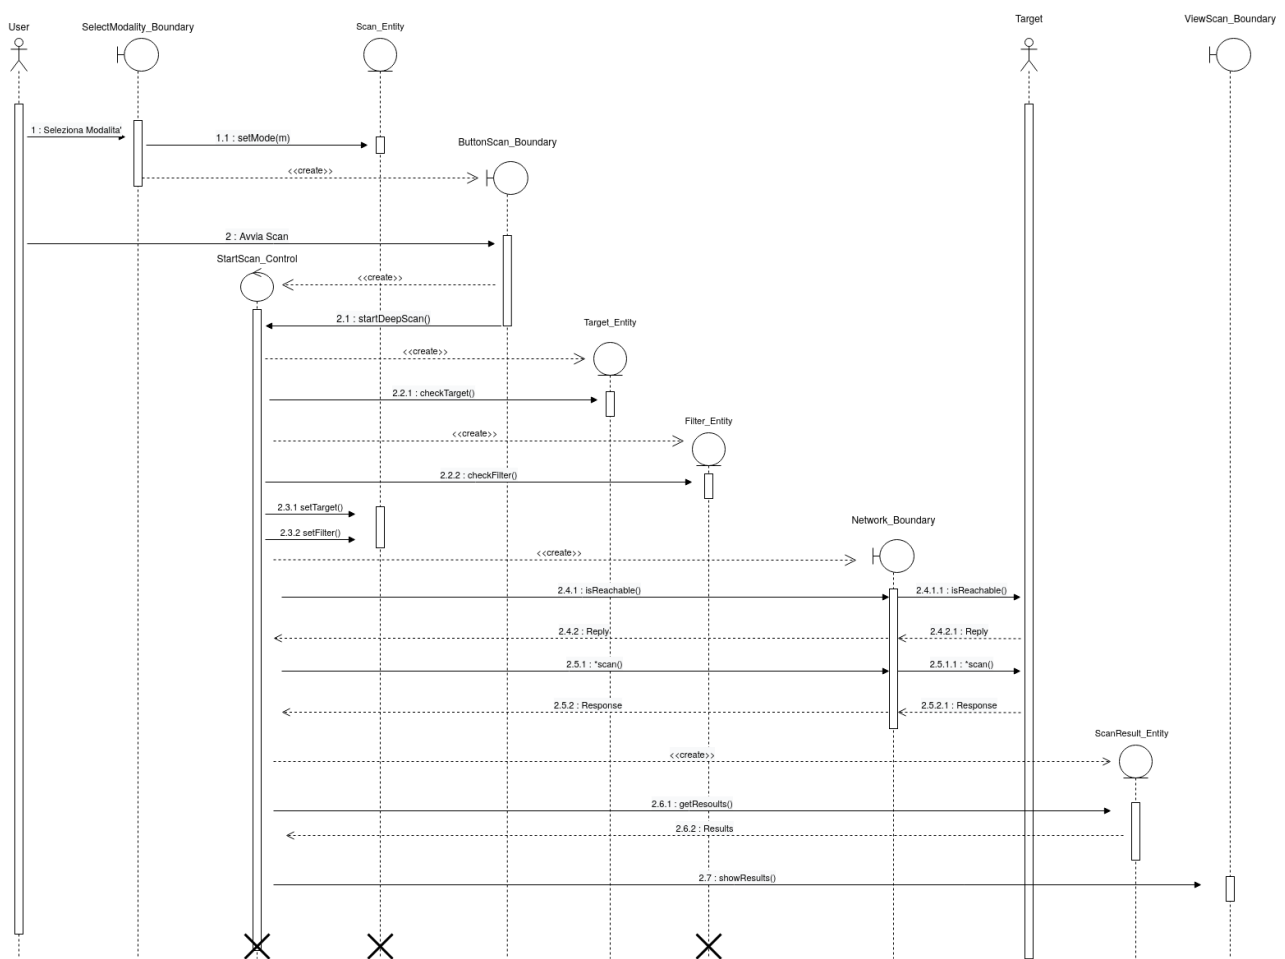 User
SelectModality_Boundary
Scan_Entity
Target
ViewScan_Boundary
1 : Seleziona Modalita'
1.1 : setMode(m)
ButtonScan_Boundary
<<create>>
2 : Avvia Scan
StartScan_Control
<<create>>
2.1 : startDeepScan()
Target_Entity
<<create>>
2.2.1 : checkTarget()
Filter_Entity
<<create>>
2.2.2 : checkFilter()
2.3.1 setTarget()
2.3.2 setFilter()
Network_Boundary
<<create>>
2.4.1 : isReachable()
2.4.1.1 : isReachable()
2.4.2 : Reply
2.4.2.1 : Reply
2.5.1 : *scan()
2.5.1.1 : *scan()
2.5.2 : Response
2.5.2.1 : Response
ScanResult_Entity
<<create>>
2.6.1 : getResoults()
2.6.2 : Results
2.7 : showResults()